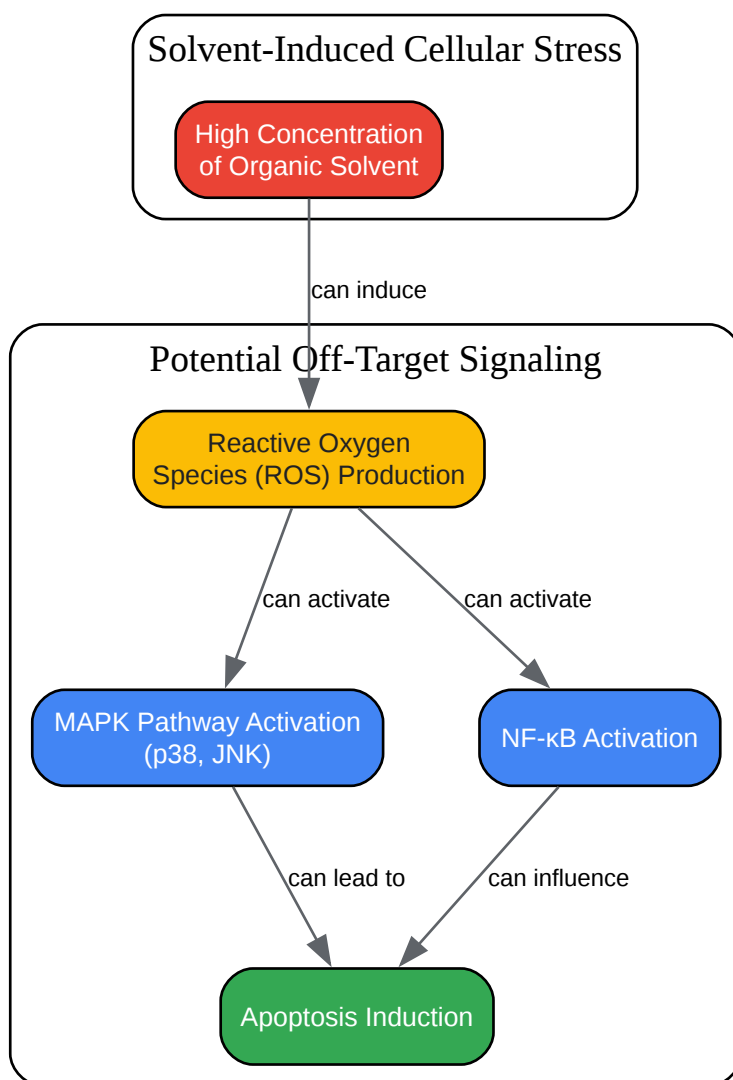 Solvent-Induced Cellular Stress
High Concentration
of Organic Solvent
can induce
Potential Off-Target Signaling
Reactive Oxygen
Species (ROS) Production
can activate
can activate
MAPK Pathway Activation
(p38, JNK)
NF-κB Activation
can lead to
can influence
Apoptosis Induction